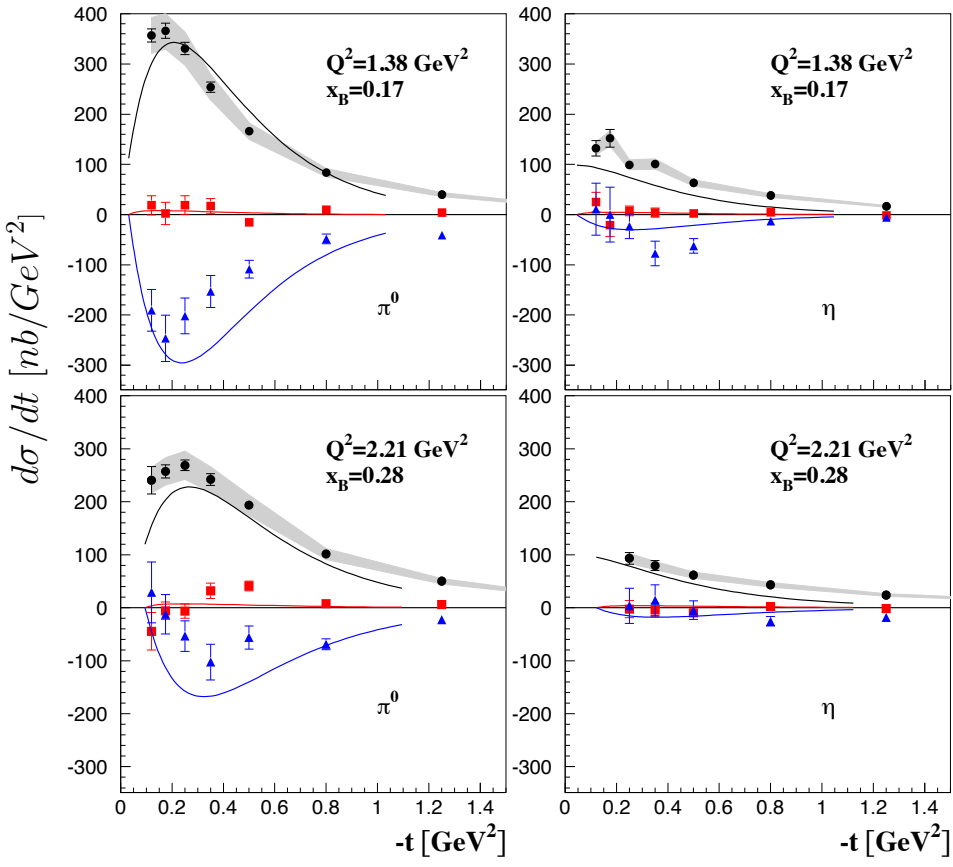 dσ/dt [nb/GeV²]
400
300
200
100
0
-100
-200
-300
Q²=1.38 GeV²
x_B=0.17
π⁰
Q²=1.38 GeV²
x_B=0.17
η
400
300
200
100
0
-100
-200
-300
Q²=2.21 GeV²
x_B=0.28
π⁰
Q²=2.21 GeV²
x_B=0.28
η
0 0.2 0.4 0.6 0.8 1 1.2 1.4
0 0.2 0.4 0.6 0.8 1 1.2 1.4
-t [GeV²]
-t [GeV²]